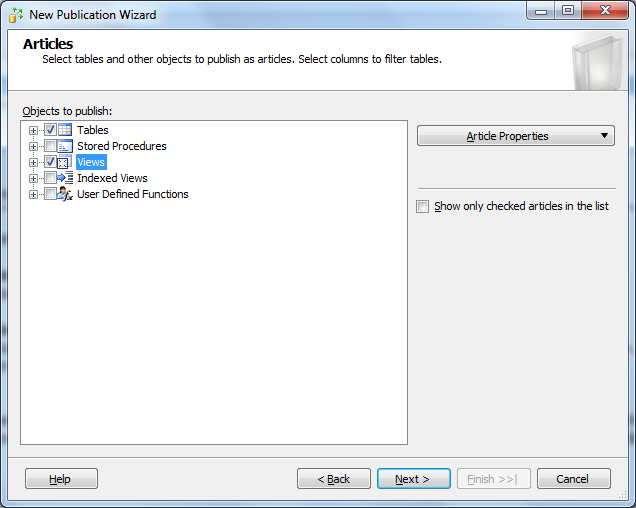 New Publication Wizard
Articles
Select tables and other objects to publish as articles. Select columns to filter tables.
Objects to publish:
Tables
Stored Procedures
Views
Indexed Views
User Defined Functions
Article Properties
Show only checked articles in the list
Help
< Back
Next >
Finish >>|
Cancel